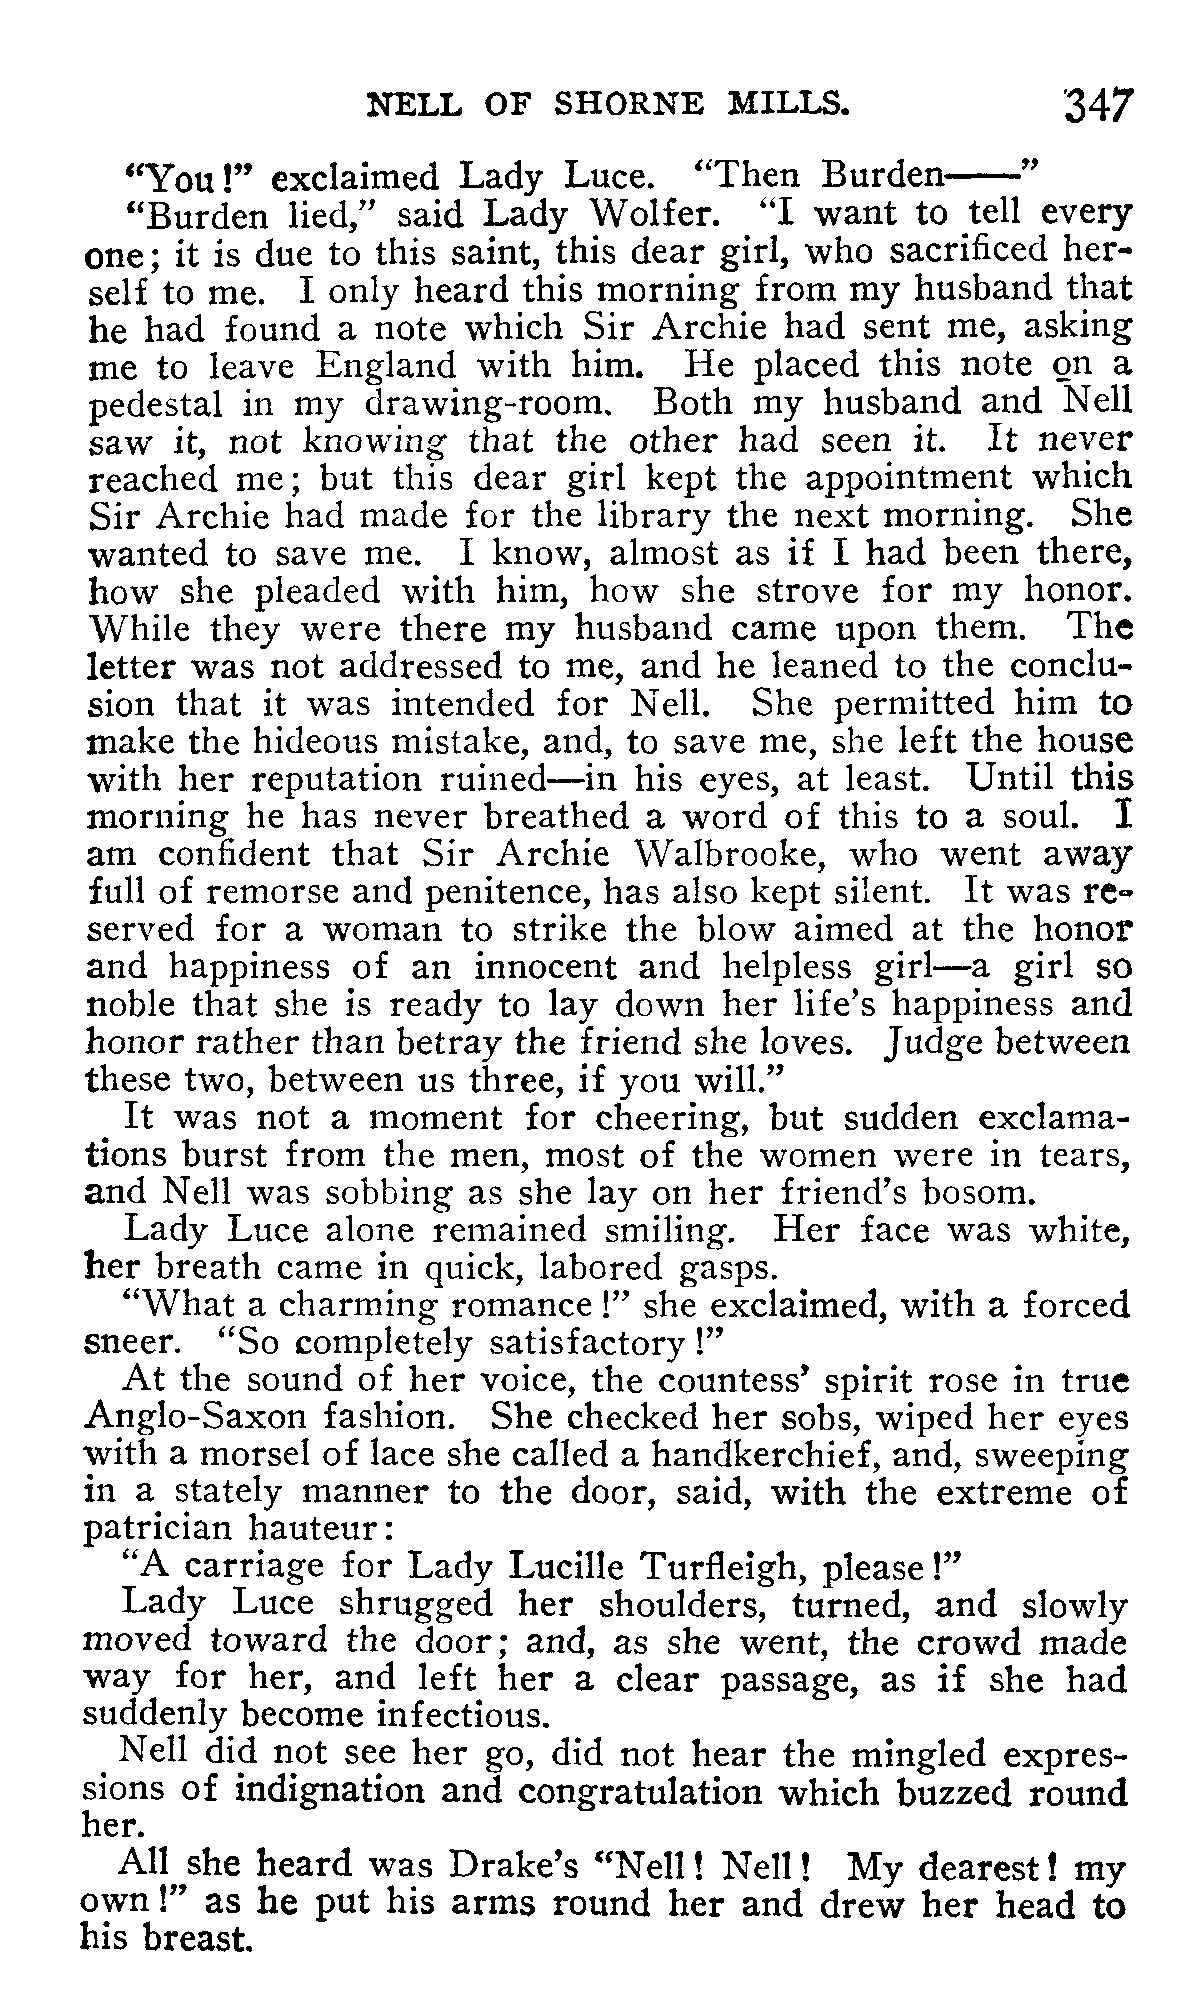 NELL OF SHORNE MILLS. 347
“You!” exclaimed Lady Luce. “Then Burden——”
“Burden lied,” said Lady Wolfer. “I want to tell every
one; it is due to this saint, this dear girl, who sacrificed her-
self to me. I only heard this morning from my husband that
he had found a note which Sir Archie had sent me, asking
me to leave England with him. He placed this note on a
pedestal in my drawing-room. Both my husband and Nell
saw it, not knowing that the other had seen it. It never
reached me; but this dear girl kept the appointment which
Sir Archie had made for the library the next morning. She
wanted to save me. I know, almost as if I had been there,
how she pleaded with him, how she strove for my honor.
While they were there my husband came upon them. The
letter was not addressed to me, and he leaned to the conclu-
sion that it was intended for Nell. She permitted him to
make the hideous mistake, and, to save me, she left the house
with her reputation ruined—in his eyes, at least. Until this
morning he has never breathed a word of this to a soul. I
am confident that Sir Archie Walbrooke, who went away
full of remorse and penitence, has also kept silent. It was re-
served for a woman to strike the blow aimed at the honor
and happiness of an innocent and helpless girl—a girl so
noble that she is ready to lay down her life’s happiness and
honor rather than betray the friend she loves. Judge between
these two, between us three, if you will.”
It was not a moment for cheering, but sudden exclama-
tions burst from the men, most of the women were in tears,
and Nell was sobbing as she lay on her friend’s bosom.
Lady Luce alone remained smiling. Her face was white,
her breath came in quick, labored gasps.
“What a charming romance!” she exclaimed, with a forced
sneer. “So completely satisfactory!”
At the sound of her voice, the countess’ spirit rose in true
Anglo-Saxon fashion. She checked her sobs, wiped her eyes
with a morsel of lace she called a handkerchief, and, sweeping
in a stately manner to the door, said, with the extreme of
patrician hauteur:
“A carriage for Lady Lucille Turfleigh, please!”
Lady Luce shrugged her shoulders, turned, and slowly
moved toward the door; and, as she went, the crowd made
way for her, and left her a clear passage, as if she had
suddenly become infectious.
Nell did not see her go, did not hear the mingled expres-
sions of indignation and congratulation which buzzed round
her.
All she heard was Drake’s “Nell! Nell! My dearest! my
own!” as he put his arms round her and drew her head to
his breast.